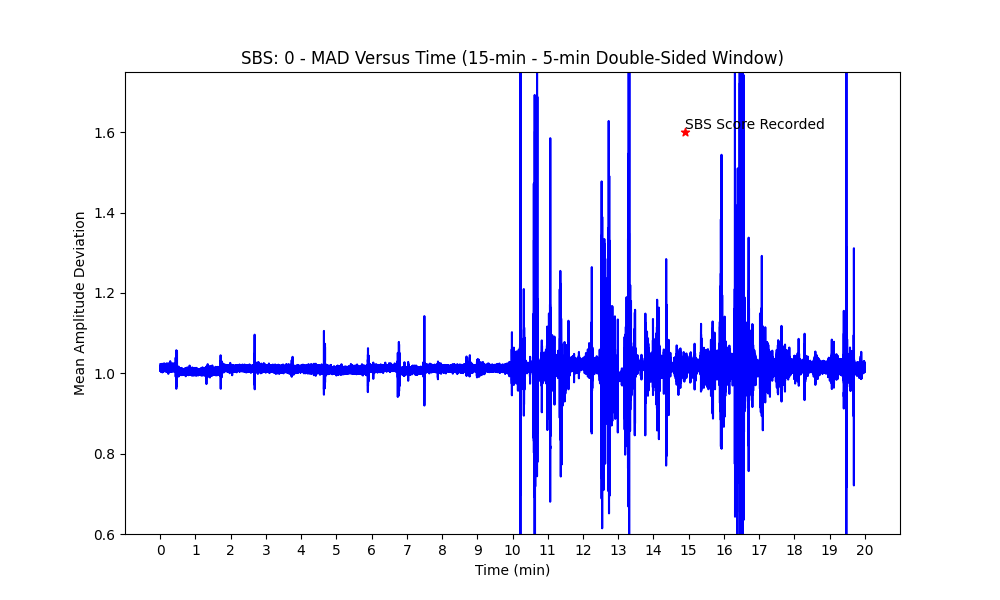 SBS: 0 - MAD Versus Time (15-min - 5-min Double-Sided Window)
Mean Amplitude Deviation
1.6
1.4
1.2
1.0
0.8
0.6
SBS Score Recorded
0 1 2 3 4 5 6 7 8 9 10 11 12 13 14 15 16 17 18 19 20
Time (min)